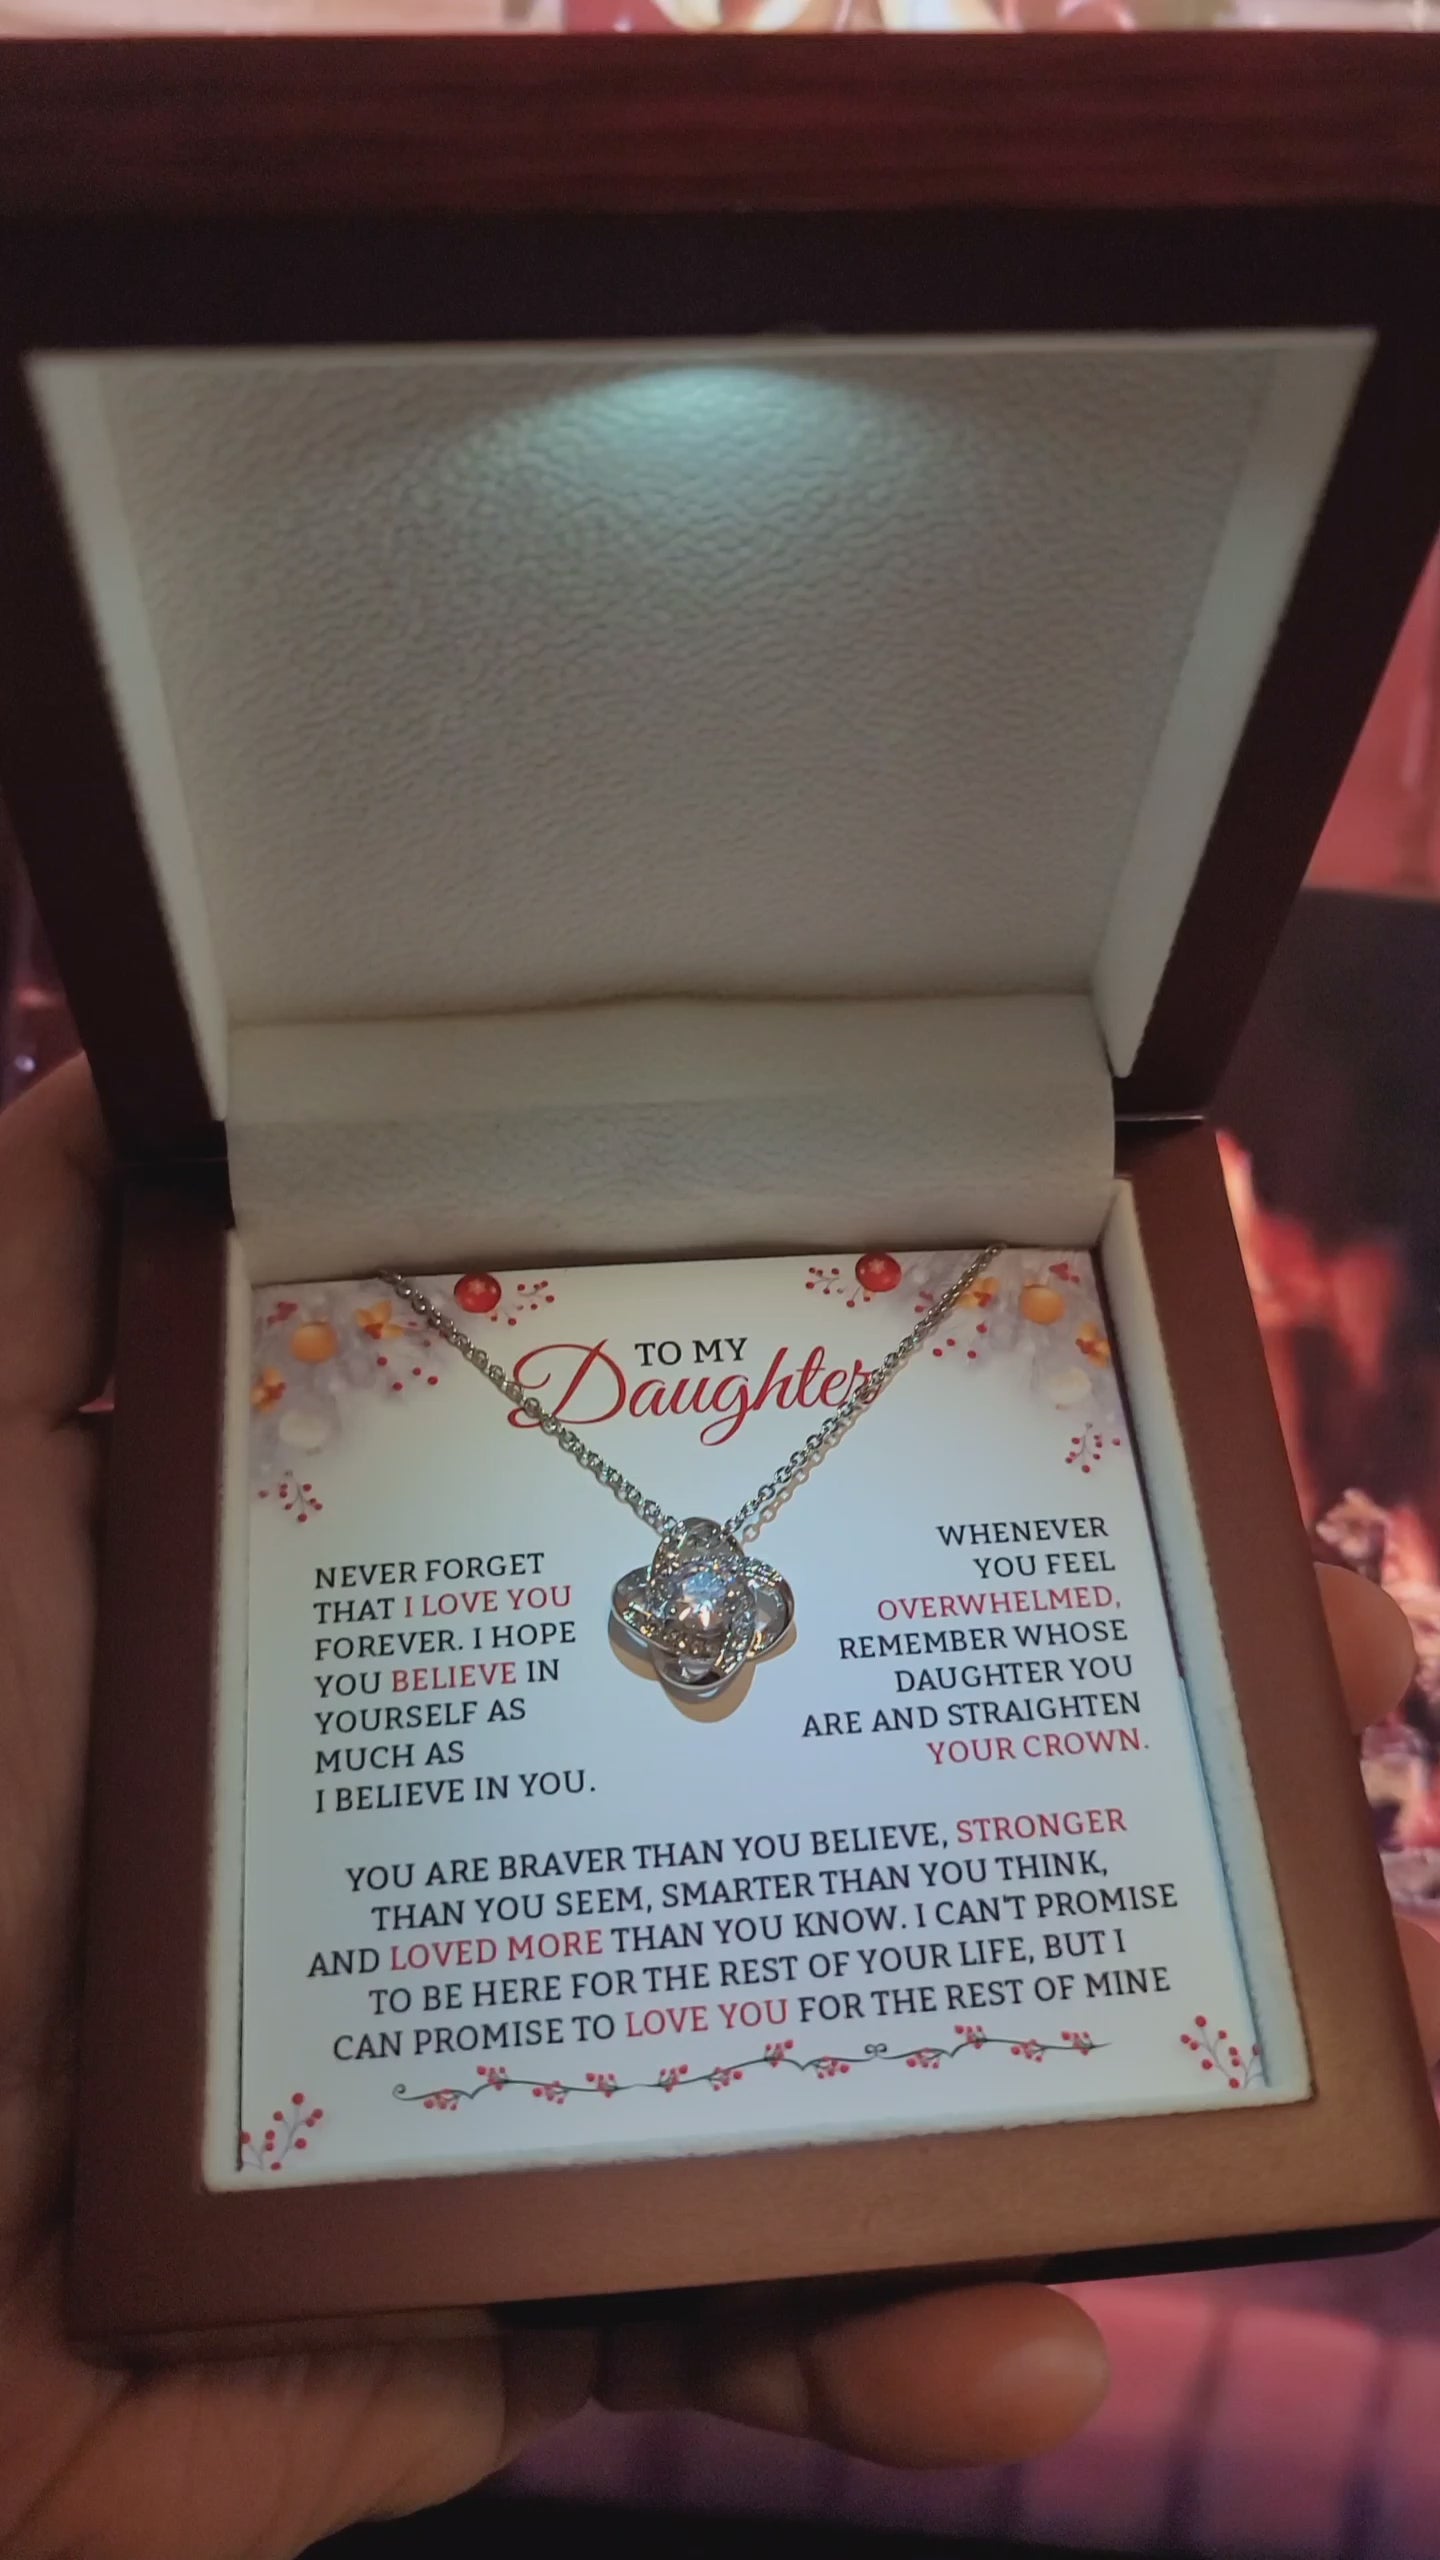 TO MY
Daughter
NEVER FORGET
THAT I LOVE YOU
FOREVER. I HOPE
YOU BELIEVE IN
YOURSELF AS
MUCH AS
I BELIEVE IN YOU.
WHENEVER
YOU FEEL
OVERWHELMED,
REMEMBER WHOSE
DAUGHTER YOU
ARE AND STRAIGHTEN
YOUR CROWN.
YOU ARE BRAVER THAN YOU BELIEVE, STRONGER
THAN YOU SEEM, SMARTER THAN YOU THINK,
AND LOVED MORE THAN YOU KNOW. I CAN'T PROMISE
TO BE HERE FOR THE REST OF YOUR LIFE, BUT I
CAN PROMISE TO LOVE YOU FOR THE REST OF MINE